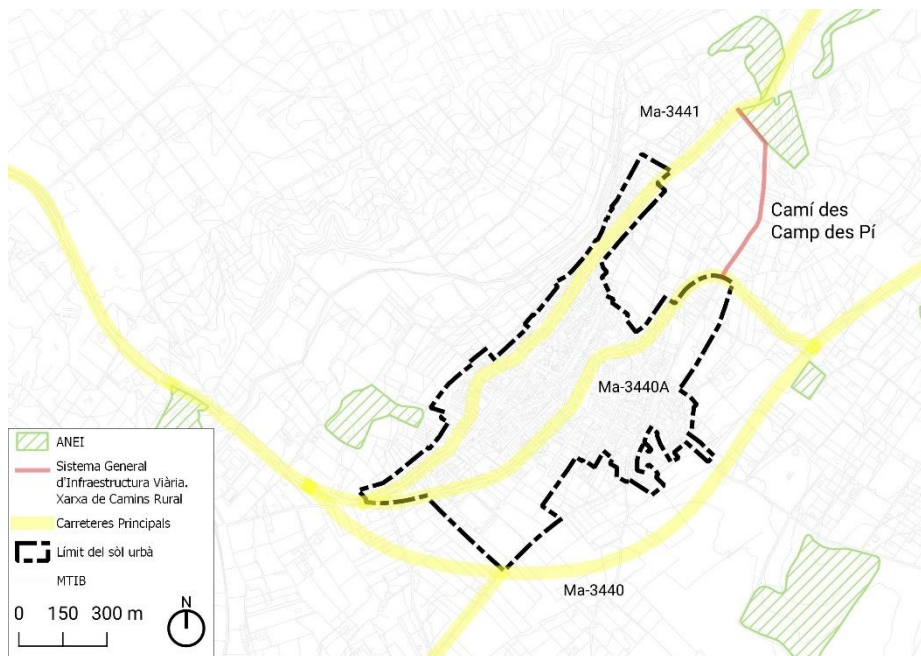 Ma-3441
Camí des
Camp des Pí
Ma-3440A
Ma-3440
ANEI
Sistema General
d'Infraestructura Viària.
Xarxa de Camins Rural
Carreteres Principals
Límit del sòl urbà
MTIB
0 150 300 m
N